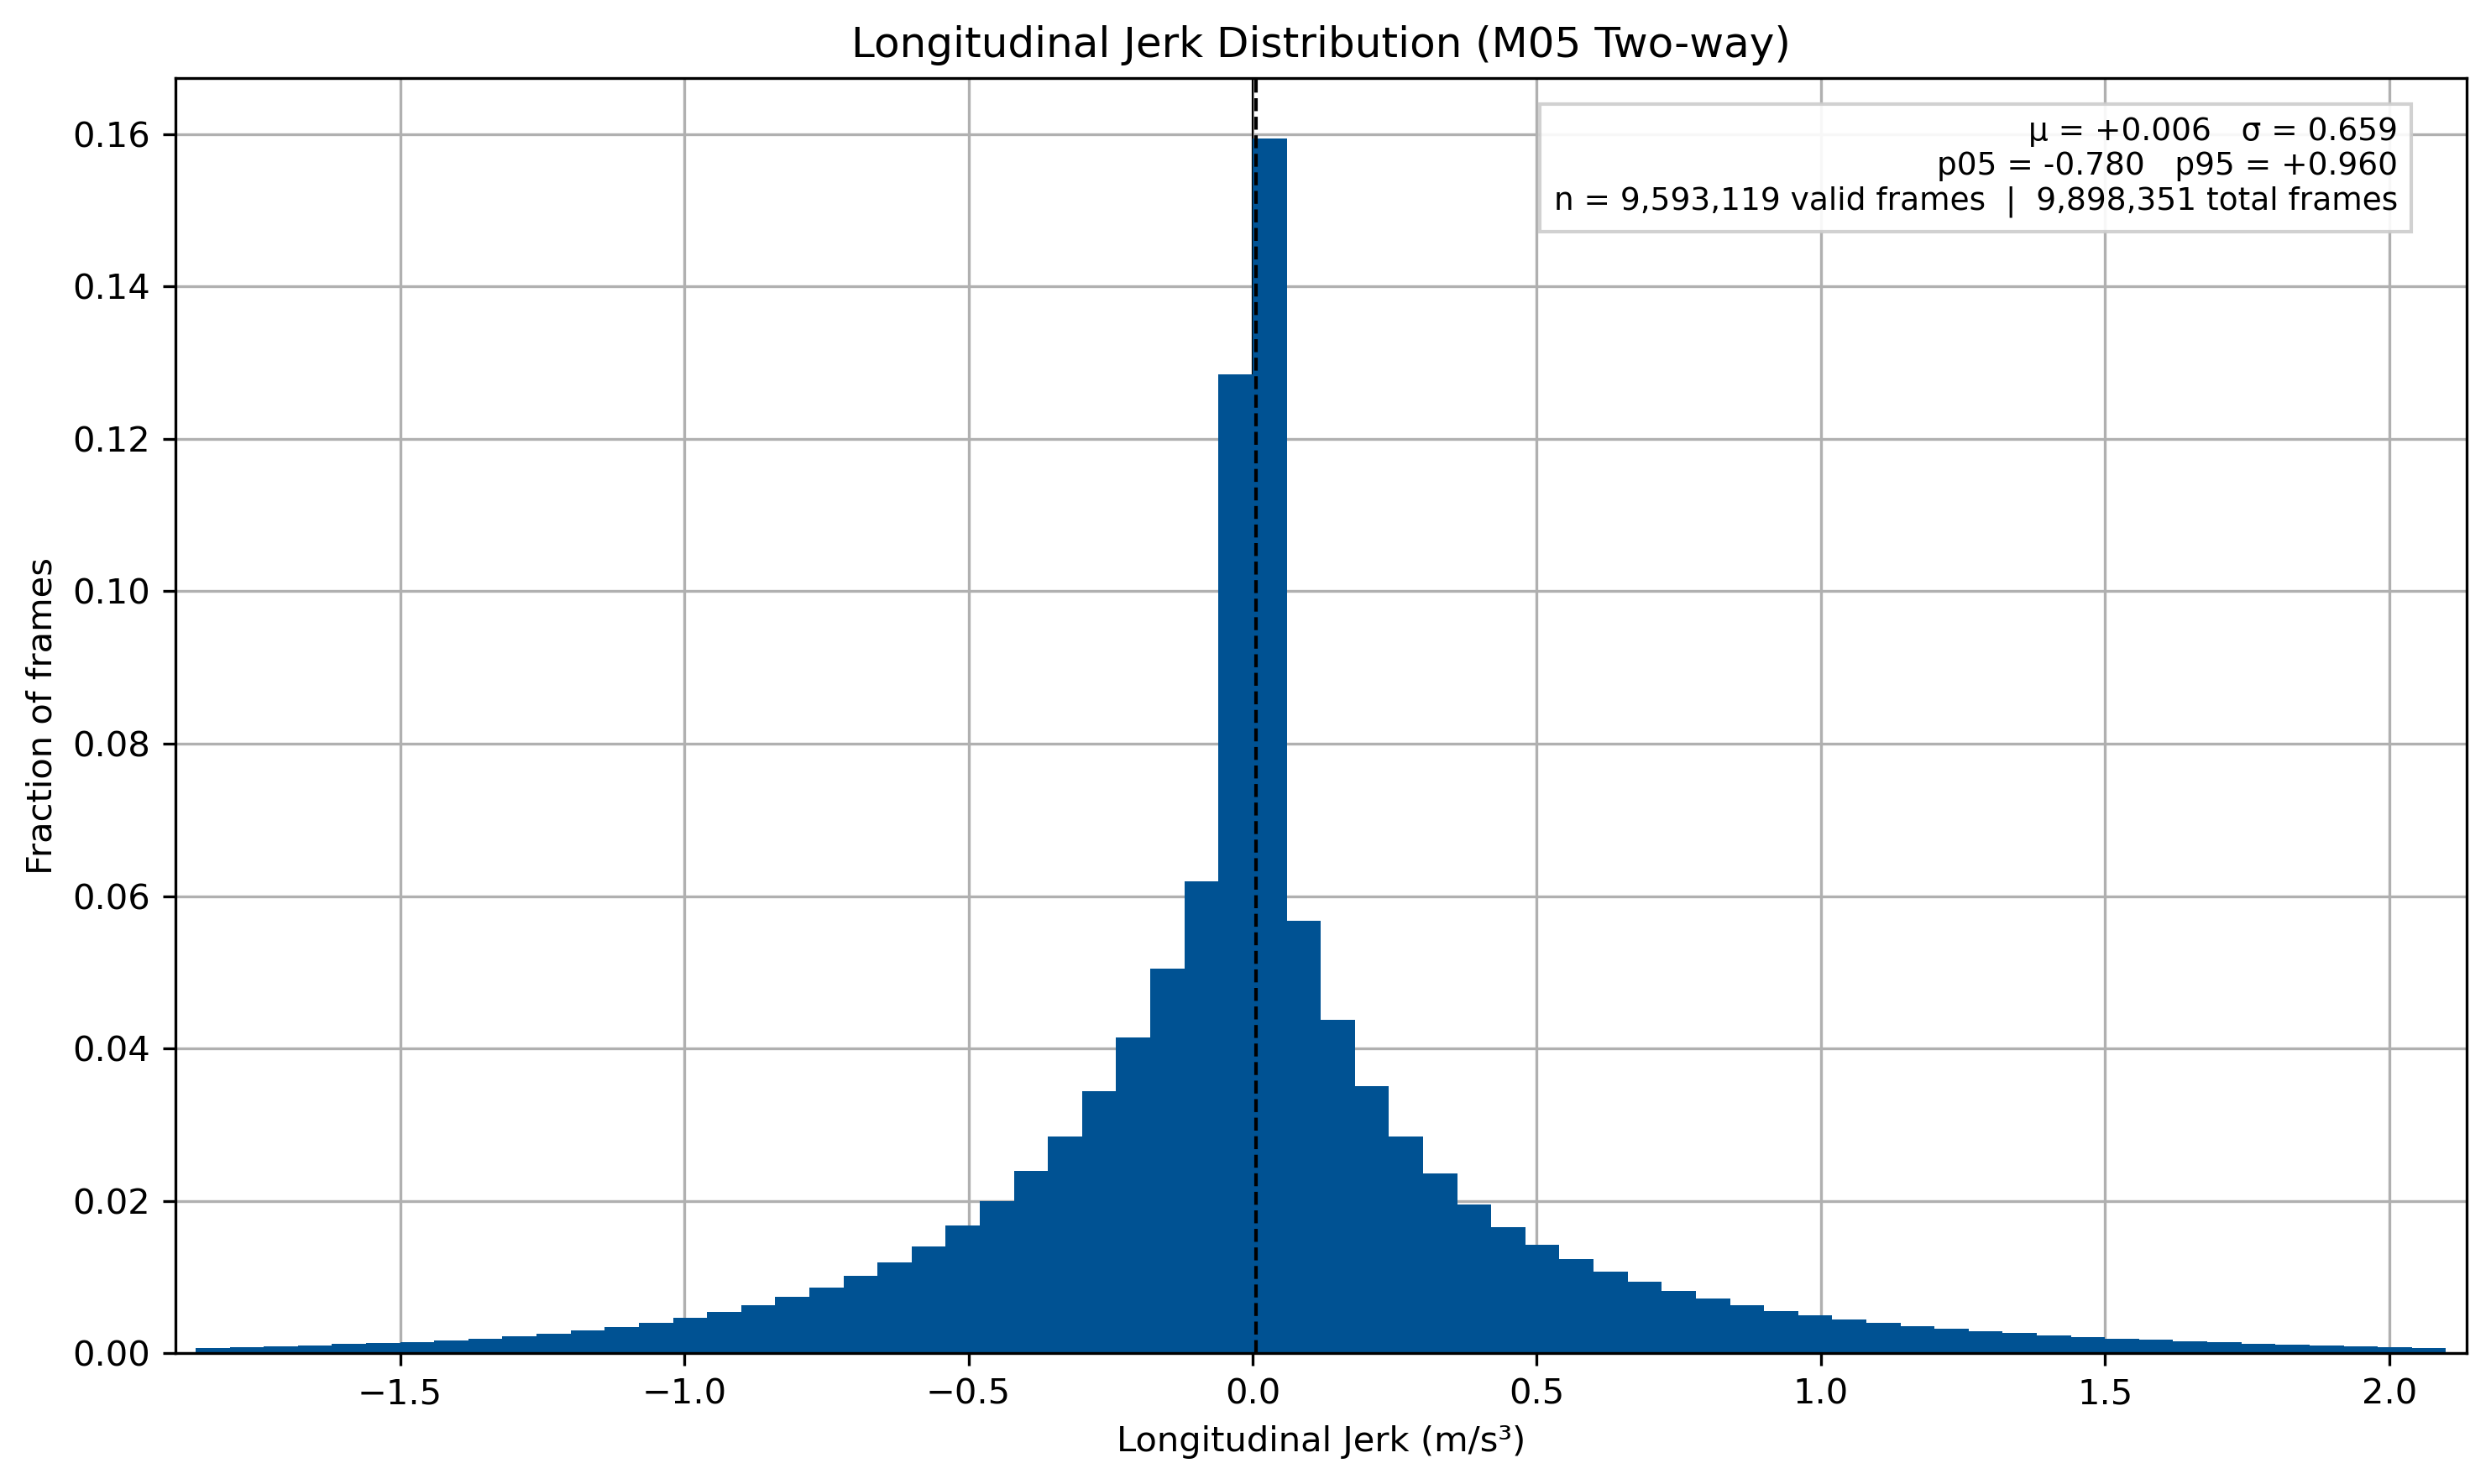 Longitudinal Jerk Distribution (M05 Two-way)
μ = +0.006   σ = 0.659
p05 = -0.780   p95 = +0.960
n = 9,593,119 valid frames  |  9,898,351 total frames
Fraction of frames
0.16
0.14
0.12
0.10
0.08
0.06
0.04
0.02
0.00
−1.5 −1.0 −0.5 0.0 0.5 1.0 1.5 2.0
Longitudinal Jerk (m/s³)